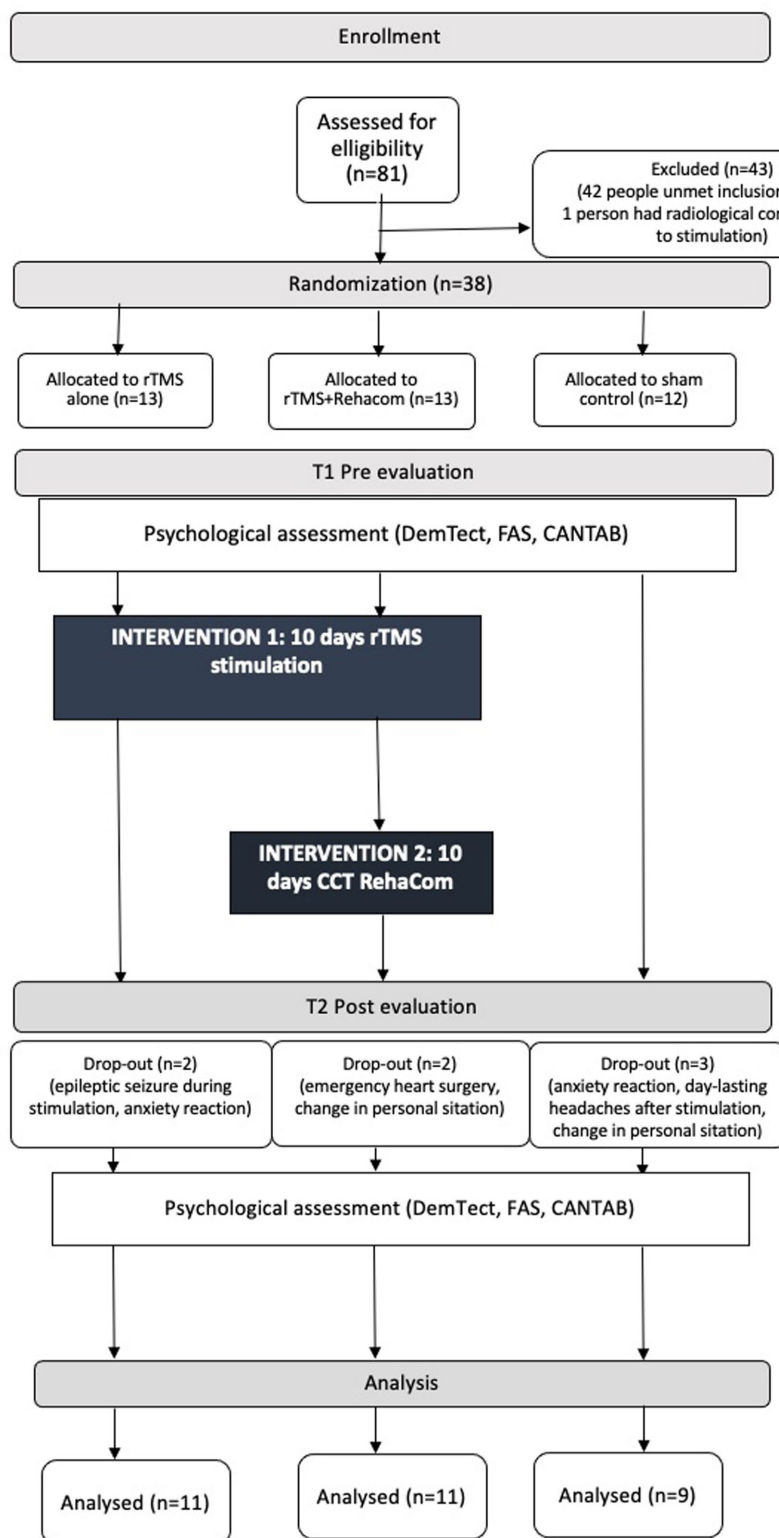 Enrollment
Assessed for
elligibility
(n=81)
Excluded (n=43)
(42 people unmet inclusion
1 person had radiological
to stimulation)
Randomization (n=38)
Allocated to rTMS
alone (n=13)
Allocated to
rTMS+Rehacom (n=13)
Allocated to sham
control (n=12)
T1 Pre evaluation
Psychological assessment (DemTect, FAS, CANTAB)
INTERVENTION 1: 10 days rTMS
stimulation
INTERVENTION 2: 10
days CCT RehaCom
T2 Post evaluation
Drop-out (n=2)
(epileptic seizure during
stimulation, anxiety reaction)
Drop-out (n=2)
(emergency heart surgery,
change in personal sitation)
Drop-out (n=3)
(anxiety reaction, day-lasting
headaches after stimulation,
change in personal sitation)
Psychological assessment (DemTect, FAS, CANTAB)
Analysis
Analysed (n=11)
Analysed (n=11)
Analysed (n=9)